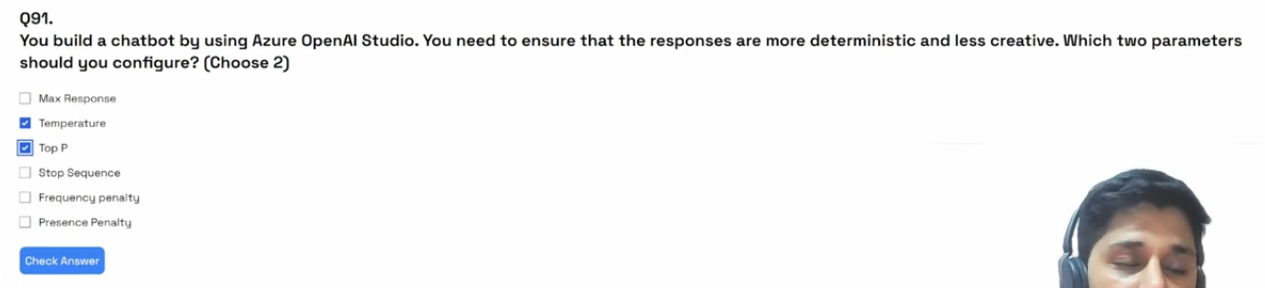 Q91.
You build a chatbot by using Azure OpenAI Studio. You need to ensure that the responses are more deterministic and less creative. Which two parameters
should you configure? (Choose 2)
Max Response
Temperature
Top P
Stop Sequence
Frequency penalty
Presence Penalty
Check Answer